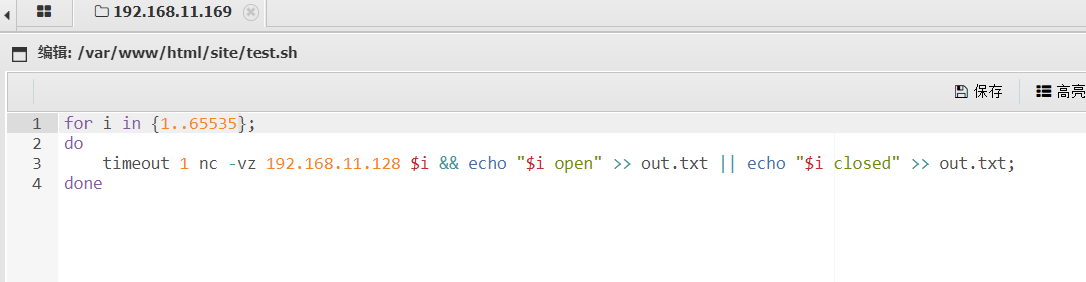 192.168.11.169
编辑: /var/www/html/site/test.sh
保存 高亮
1 for i in {1..65535};
2 do
3 timeout 1 nc -vz 192.168.11.128 $i && echo "$i open" >> out.txt || echo "$i closed" >> out.txt;
4 done